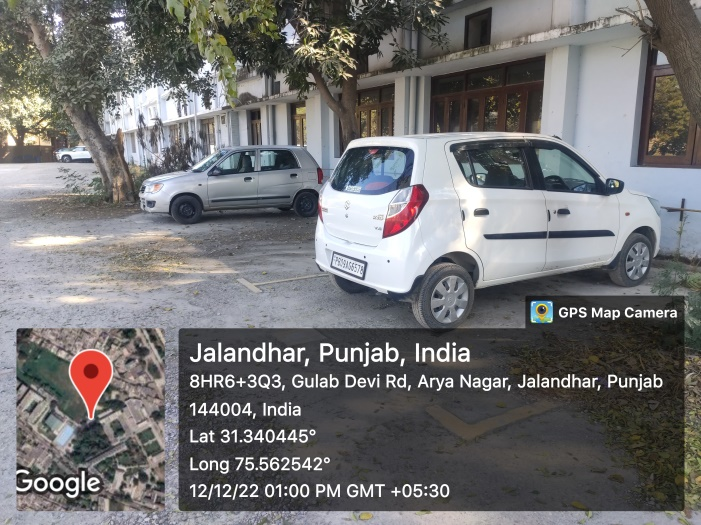 PB09AG6579
GPS Map Camera
Jalandhar, Punjab, India
8HR6+3Q3, Gulab Devi Rd, Arya Nagar, Jalandhar, Punjab
144004, India
Lat 31.340445°
Long 75.562542°
12/12/22 01:00 PM GMT +05:30
Google